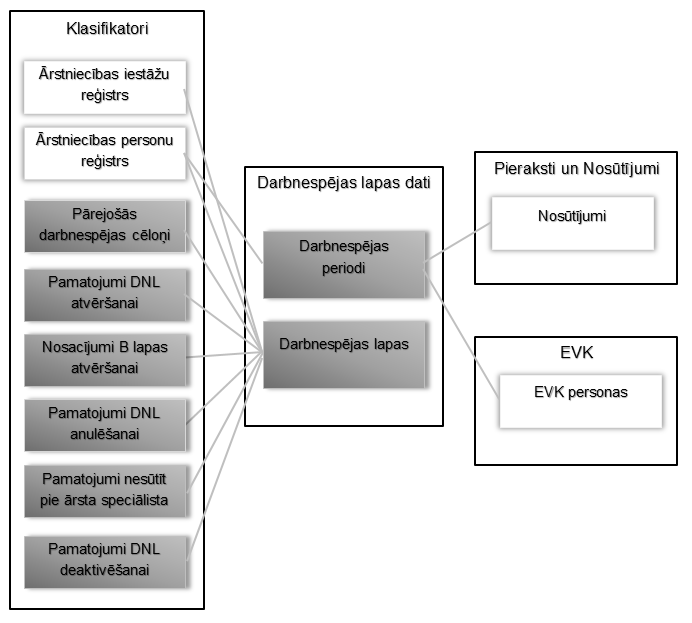 Klasifikatori
Ārstniecības iestāžu
reģistrs
Ārstniecības personu
reģistrs
Pārejošās
darbnespējas cēloņi
Pamatojumi DNL
atvēršanai
Nosacījumi B lapas
atvēršanai
Pamatojumi DNL
anulēšanai
Pamatojumi nesūtīt
pie ārsta speciālista
Pamatojumi DNL
deaktivēšanai
Darbnespējas lapas dati
Darbnespējas
periodi
Darbnespējas lapas
Pieraksti un Nosūtījumi
Nosūtījumi
EVK
EVK personas